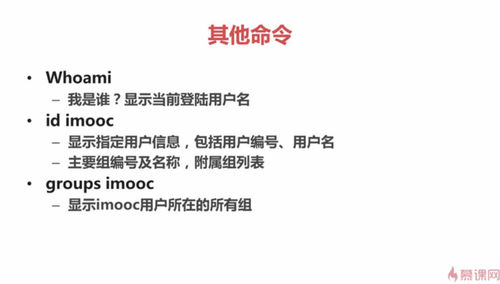 其他命令
• Whoami
– 我是谁？显示当前登陆用户名
• id imooc
– 显示指定用户信息，包括用户编号、用户名
– 主要组编号及名称，附属组列表
• groups imooc
– 显示imooc用户所在的所有组
慕课网